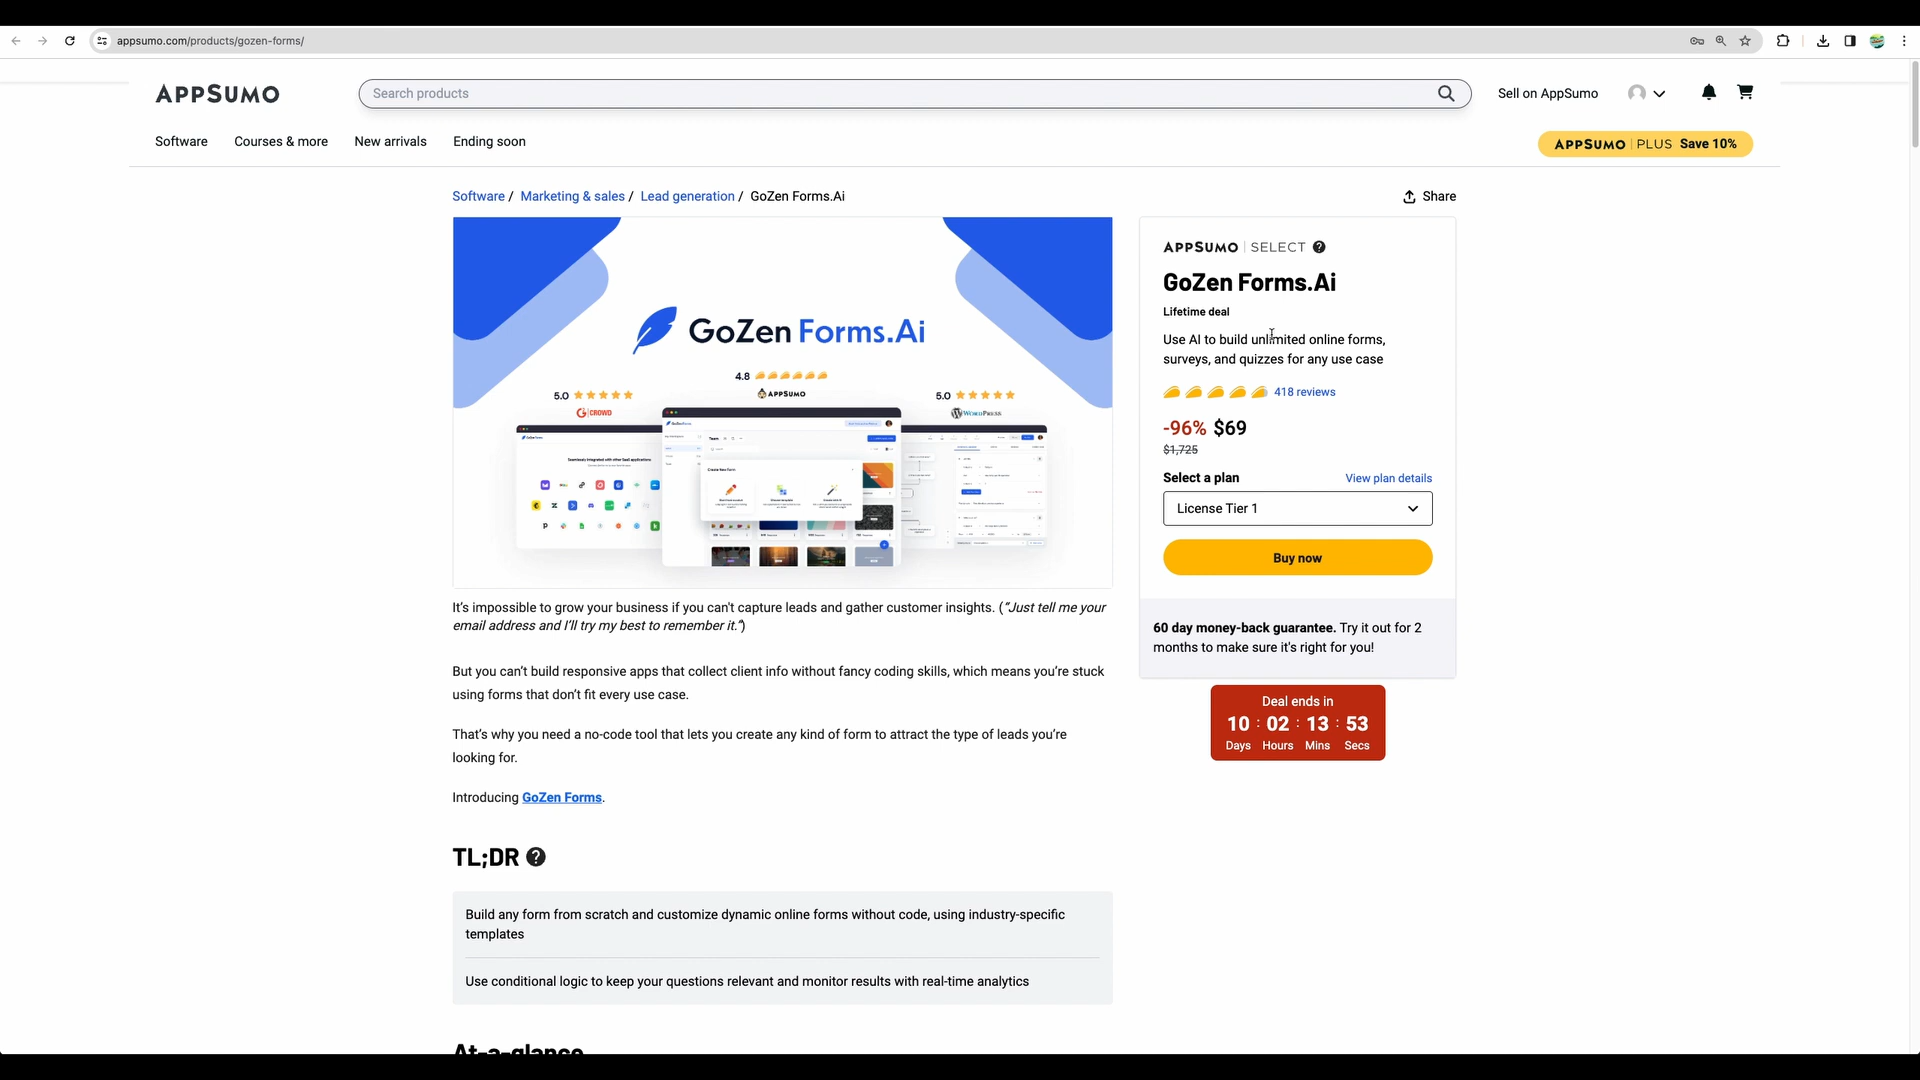 appsumo.com/products/gozen-forms/
APPSUMO
Search products
Sell on AppSumo
Software
Courses & more
New arrivals
Ending soon
APPSUMO PLUS Save 10%
Software / Marketing & sales / Lead generation / GoZen Forms.Ai
Share
GoZen Forms.Ai
4.8
APPSUMO
5.0
CROWD
5.0
WORDPRESS
Team
Create New Form
It’s impossible to grow your business if you can't capture leads and gather customer insights. (“Just tell me your
email address and I’ll try my best to remember it.”)
But you can’t build responsive apps that collect client info without fancy coding skills, which means you’re stuck
using forms that don’t fit every use case.
That’s why you need a no-code tool that lets you create any kind of form to attract the type of leads you’re
looking for.
Introducing GoZen Forms.
TL;DR ?
Build any form from scratch and customize dynamic online forms without code, using industry-specific
templates
Use conditional logic to keep your questions relevant and monitor results with real-time analytics
At-a-glance
APPSUMO SELECT ?
GoZen Forms.Ai
Lifetime deal
Use AI to build unlimited online forms,
surveys, and quizzes for any use case
418 reviews
-96% $69
$1,725
Select a plan
View plan details
License Tier 1
Buy now
60 day money-back guarantee. Try it out for 2
months to make sure it's right for you!
Deal ends in
10 : 02 : 13 : 53
Days Hours Mins Secs